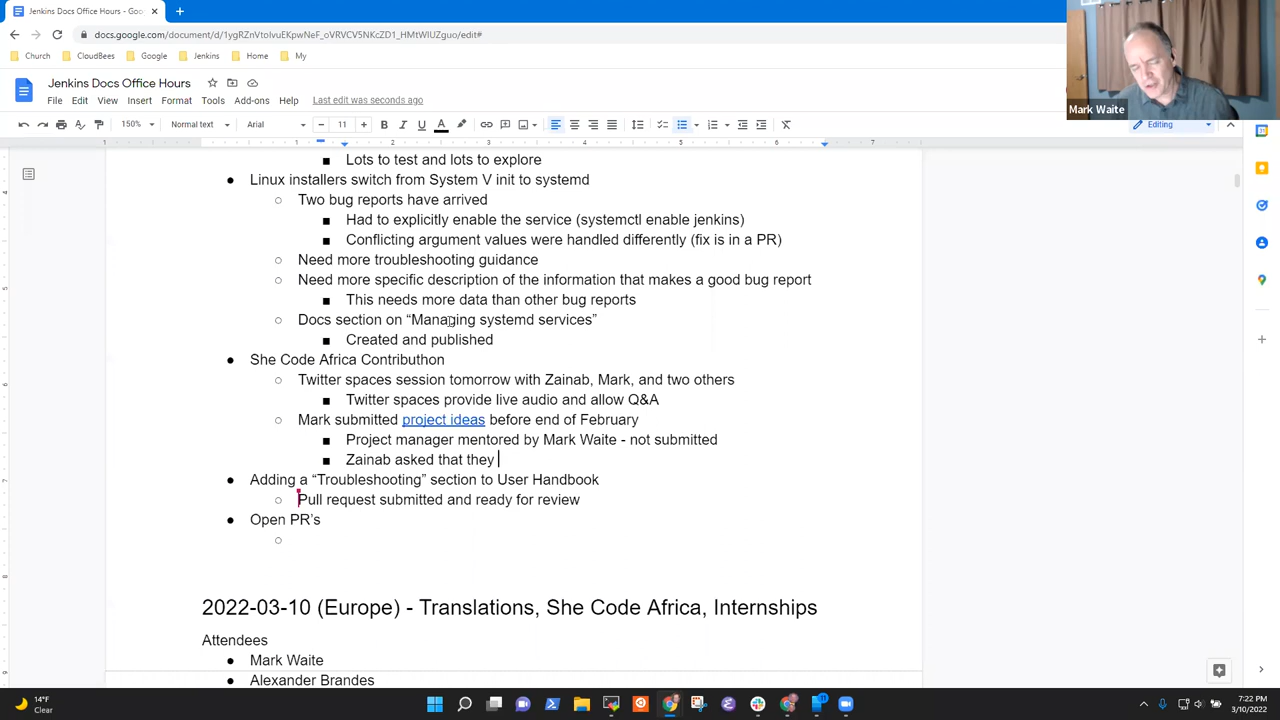 Jenkins Docs Office Hours - Goo
docs.google.com/document/d/1ygRZnVtoIvuEKpwNeF_oVRVCV5NKcZD1_HMtWIUZguo/edit#
Church CloudBees Google Jenkins Home My
Jenkins Docs Office Hours
File Edit View Insert Format Tools Add-ons Help Last edit was seconds ago
150% Normal text Arial 11 Editing
Mark Waite
Lots to test and lots to explore
Linux installers switch from System V init to systemd
Two bug reports have arrived
Had to explicitly enable the service (systemctl enable jenkins)
Conflicting argument values were handled differently (fix is in a PR)
Need more troubleshooting guidance
Need more specific description of the information that makes a good bug report
This needs more data than other bug reports
Docs section on “Managing systemd services”
Created and published
She Code Africa Contributhon
Twitter spaces session tomorrow with Zainab, Mark, and two others
Twitter spaces provide live audio and allow Q&A
Mark submitted project ideas before end of February
Project manager mentored by Mark Waite - not submitted
Zainab asked that they
Adding a “Troubleshooting” section to User Handbook
Pull request submitted and ready for review
Open PR’s
2022-03-10 (Europe) - Translations, She Code Africa, Internships
Attendees
Mark Waite
Alexander Brandes
14°F
Clear
7:22 PM
3/10/2022